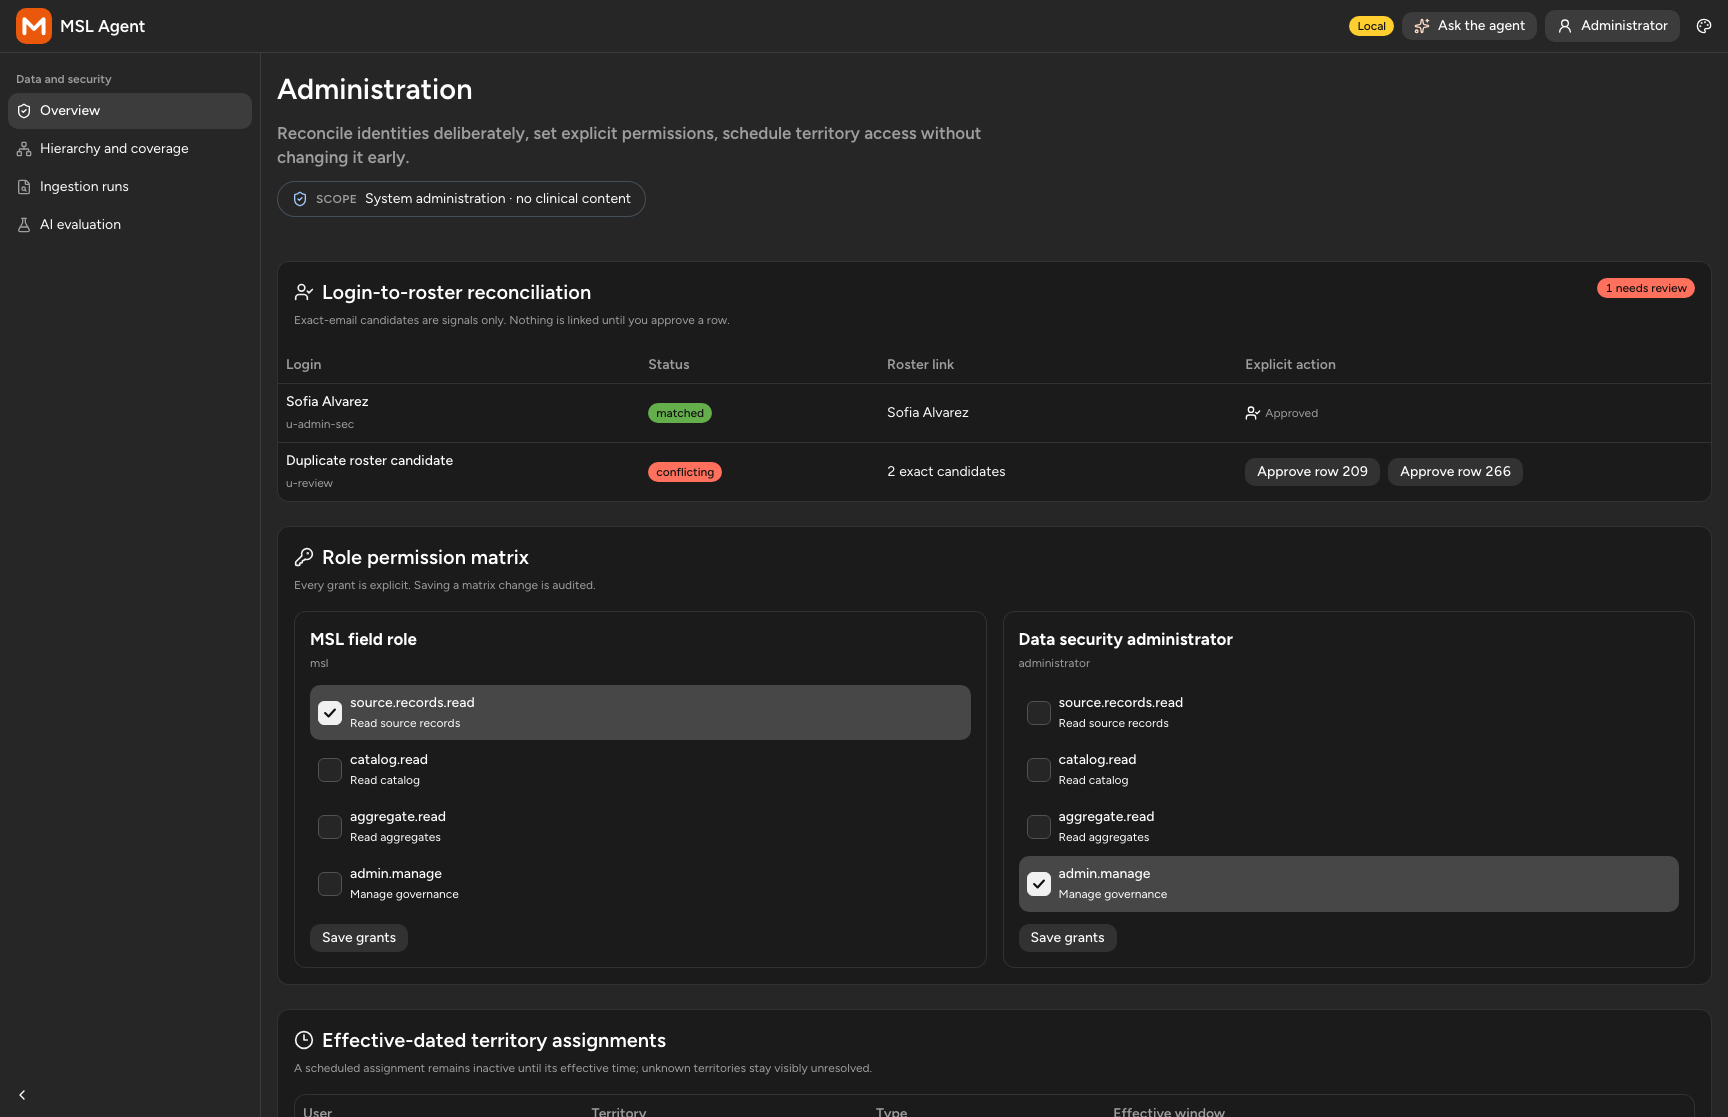 MSL Agent
Local
Ask the agent
Administrator
Data and security
Overview
Hierarchy and coverage
Ingestion runs
AI evaluation
Administration
Reconcile identities deliberately, set explicit permissions, schedule territory access without
changing it early.
SCOPE System administration · no clinical content
Login-to-roster reconciliation
1 needs review
Exact-email candidates are signals only. Nothing is linked until you approve a row.
Login Status Roster link Explicit action
Sofia Alvarez
u-admin-sec
matched
Sofia Alvarez
Approved
Duplicate roster candidate
u-review
conflicting
2 exact candidates
Approve row 209
Approve row 266
Role permission matrix
Every grant is explicit. Saving a matrix change is audited.
MSL field role
msl
source.records.read
Read source records
catalog.read
Read catalog
aggregate.read
Read aggregates
admin.manage
Manage governance
Save grants
Data security administrator
administrator
source.records.read
Read source records
catalog.read
Read catalog
aggregate.read
Read aggregates
admin.manage
Manage governance
Save grants
Effective-dated territory assignments
A scheduled assignment remains inactive until its effective time; unknown territories stay visibly unresolved.
User Territory Type Effective window